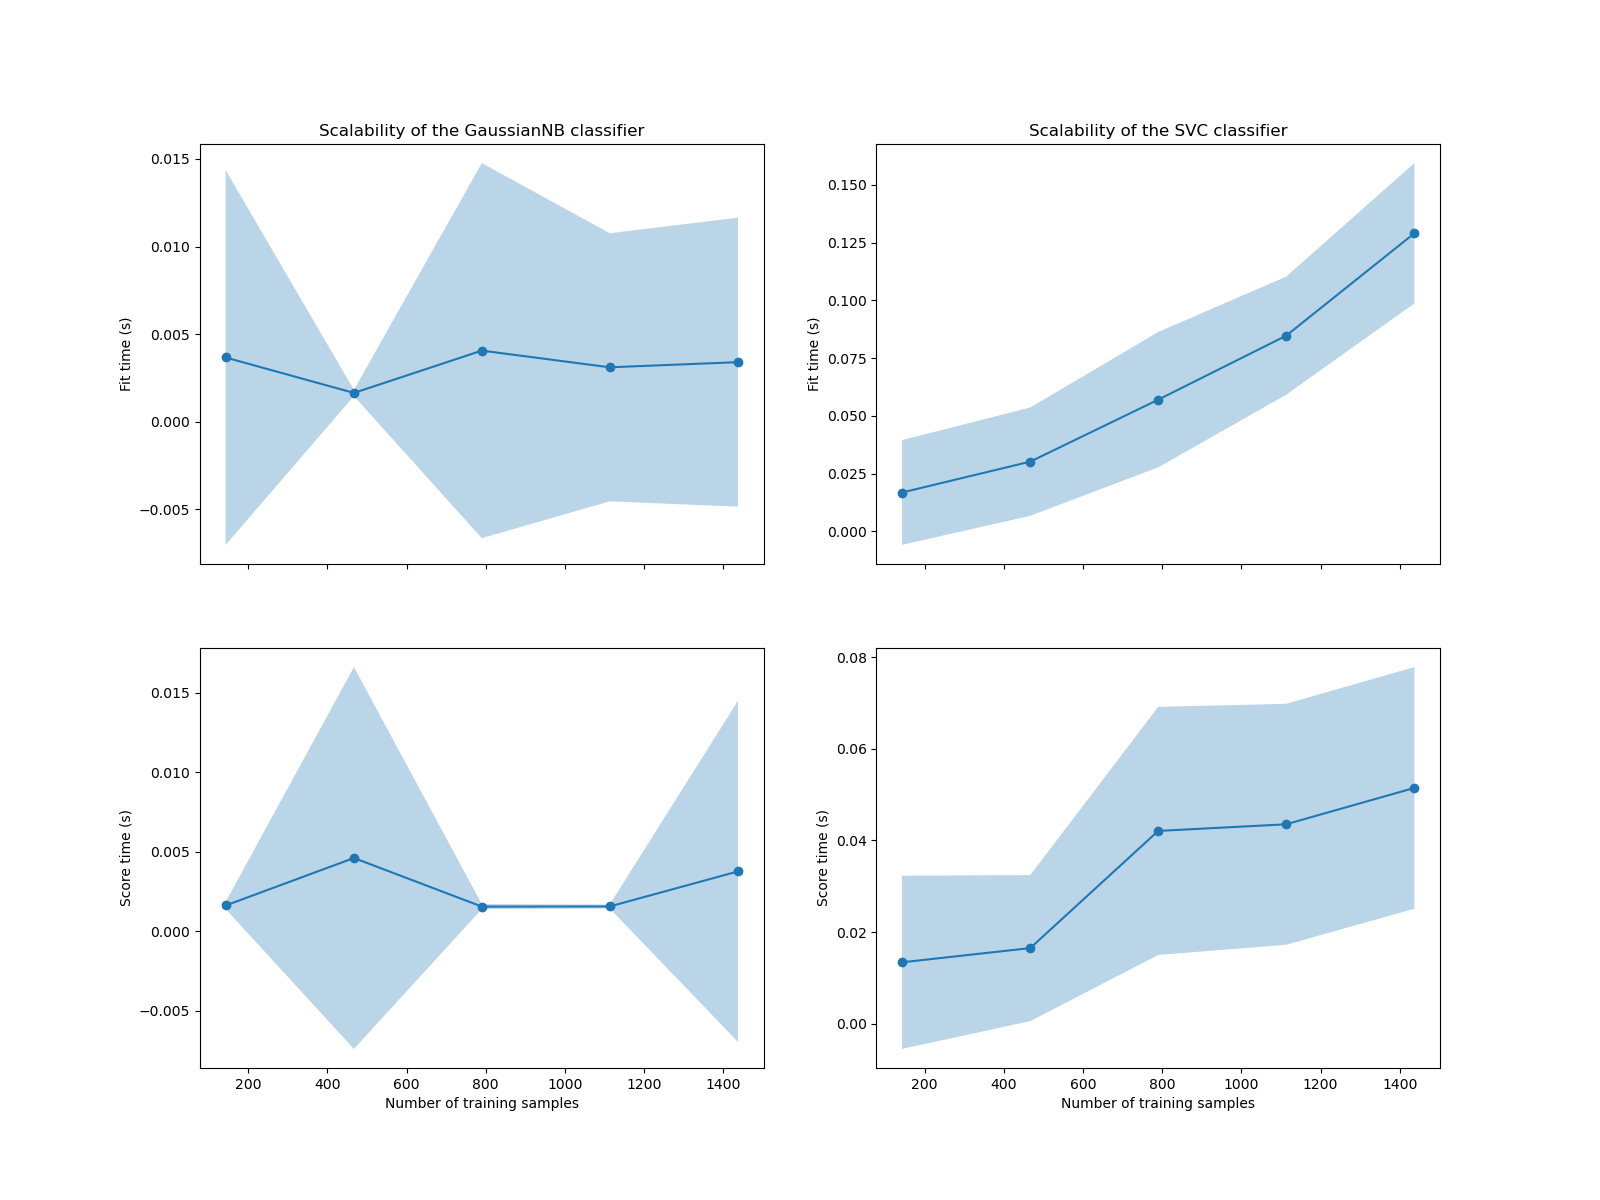 Scalability of the GaussianNB classifier
0.015
0.010
0.005
0.000
−0.005
Fit time (s)
Scalability of the SVC classifier
0.150
0.125
0.100
0.075
0.050
0.025
0.000
Fit time (s)
0.015
0.010
0.005
0.000
−0.005
Score time (s)
200 400 600 800 1000 1200 1400
Number of training samples
0.08
0.06
0.04
0.02
0.00
Score time (s)
200 400 600 800 1000 1200 1400
Number of training samples